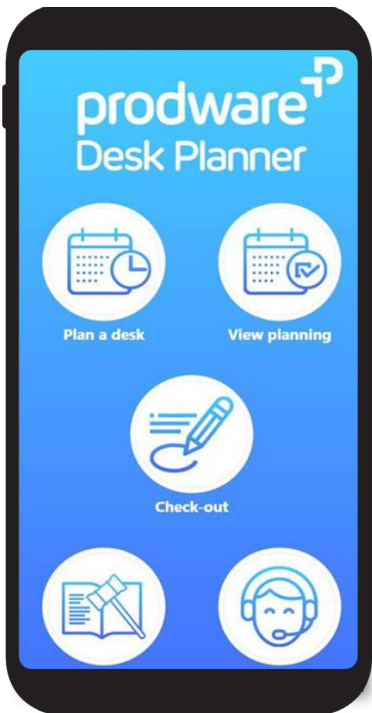 prodware
Desk Planner
Plan a desk
View planning
Check-out